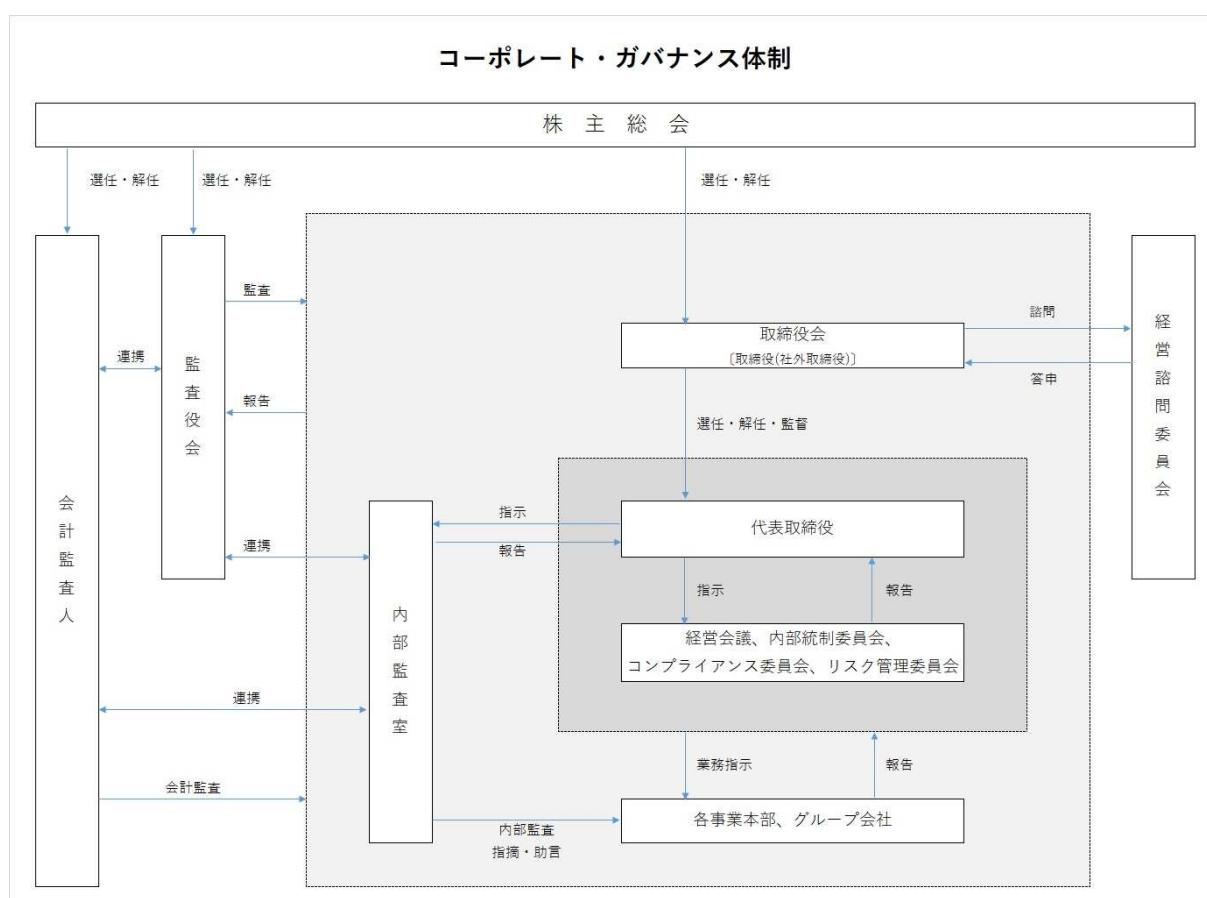 コーポレート・ガバナンス体制
株主総会
選任・解任
選任・解任
選任・解任
監査
諮問
取締役会
〔取締役(社外取締役)〕
経営諮問委員会
連携
監査役会
答申
報告
選任・解任・監督
会計監査人
指示
代表取締役
連携
報告
指示
報告
内部監査室
経営会議、内部統制委員会、
コンプライアンス委員会、リスク管理委員会
連携
業務指示
報告
会計監査
各事業本部、グループ会社
内部監査
指摘・助言